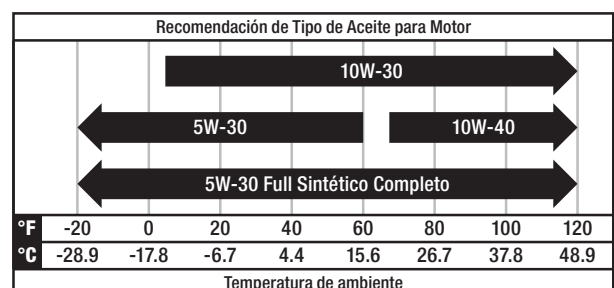 Recomendación de Tipo de Aceite para Motor
10W-30
5W-30 10W-40
5W-30 Full Sintético Completo
°F -20 0 20 40 60 80 100 120
°C -28.9 -17.8 -6.7 4.4 15.6 26.7 37.8 48.9
Temperatura de ambiente